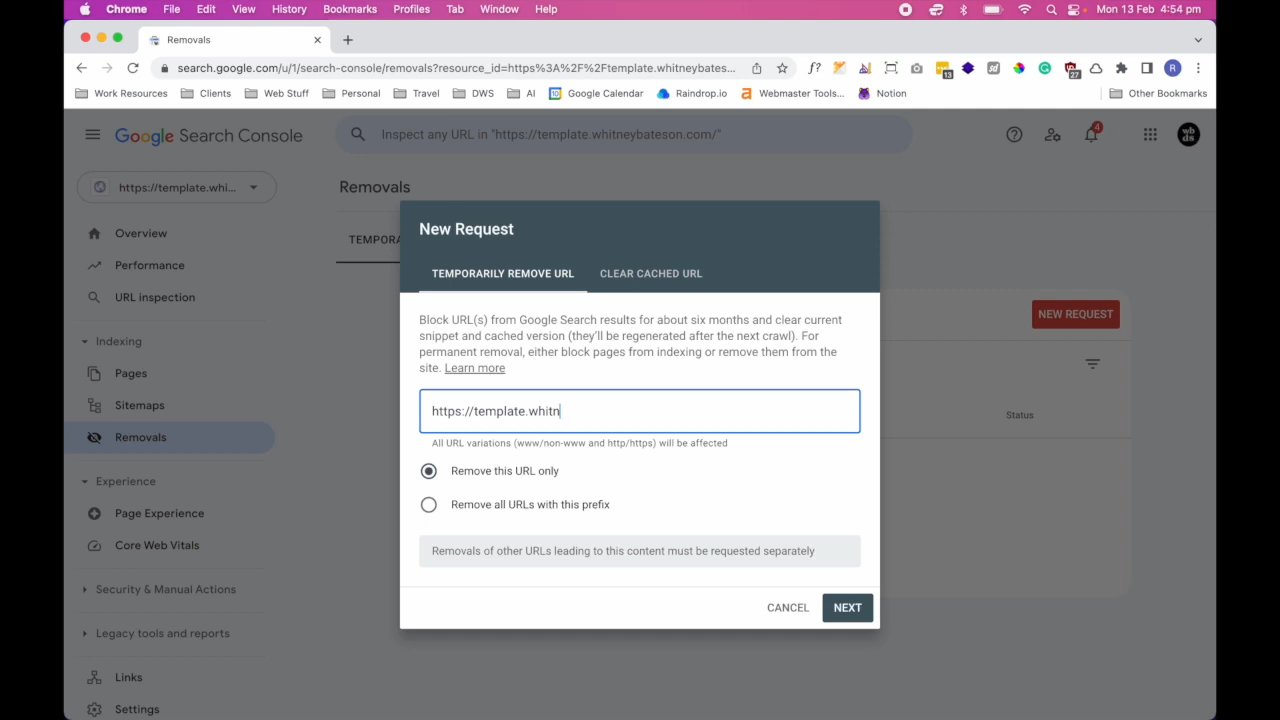 Chrome File Edit View History Bookmarks Profiles Tab Window Help Mon 13 Feb 4:54 pm
Removals
search.google.com/u/1/search-console/removals?resource_id=https%3A%2F%2Ftemplate.whitneybates... f? 13 sd 27 R
Work Resources Clients Web Stuff Personal Travel DWS AI 10 Google Calendar Raindrop.io Webmaster Tools... Notion Other Bookmarks
Google Search Console Inspect any URL in "https://template.whitneybateson.com/" 4 wb ds
https://template.whi... Removals
Overview
Performance
URL inspection
Indexing
Pages
Sitemaps
Removals
Experience
Page Experience
Core Web Vitals
Security & Manual Actions
Legacy tools and reports
Links
Settings
TEMPORA
NEW REQUEST
Status
New Request
TEMPORARILY REMOVE URL CLEAR CACHED URL
Block URL(s) from Google Search results for about six months and clear current
snippet and cached version (they'll be regenerated after the next crawl). For
permanent removal, either block pages from indexing or remove them from the
site. Learn more
https://template.whitn
All URL variations (www/non-www and http/https) will be affected
Remove this URL only
Remove all URLs with this prefix
Removals of other URLs leading to this content must be requested separately
CANCEL NEXT